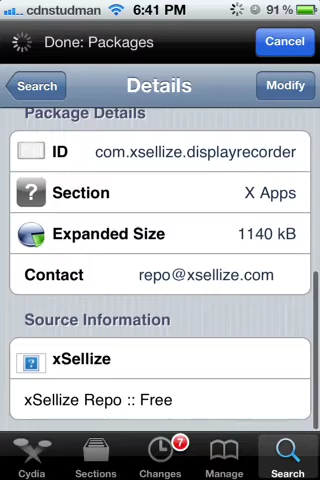 cdnstudman 6:41 PM 91%
Done: Packages Cancel
Search Details Modify
Package Details
ID com.xsellize.displayrecorder
? Section X Apps
Expanded Size 1140 kB
Contact repo@xsellize.com
Source Information
? xSellize
xSellize Repo :: Free
7
Cydia Sections Changes Manage Search